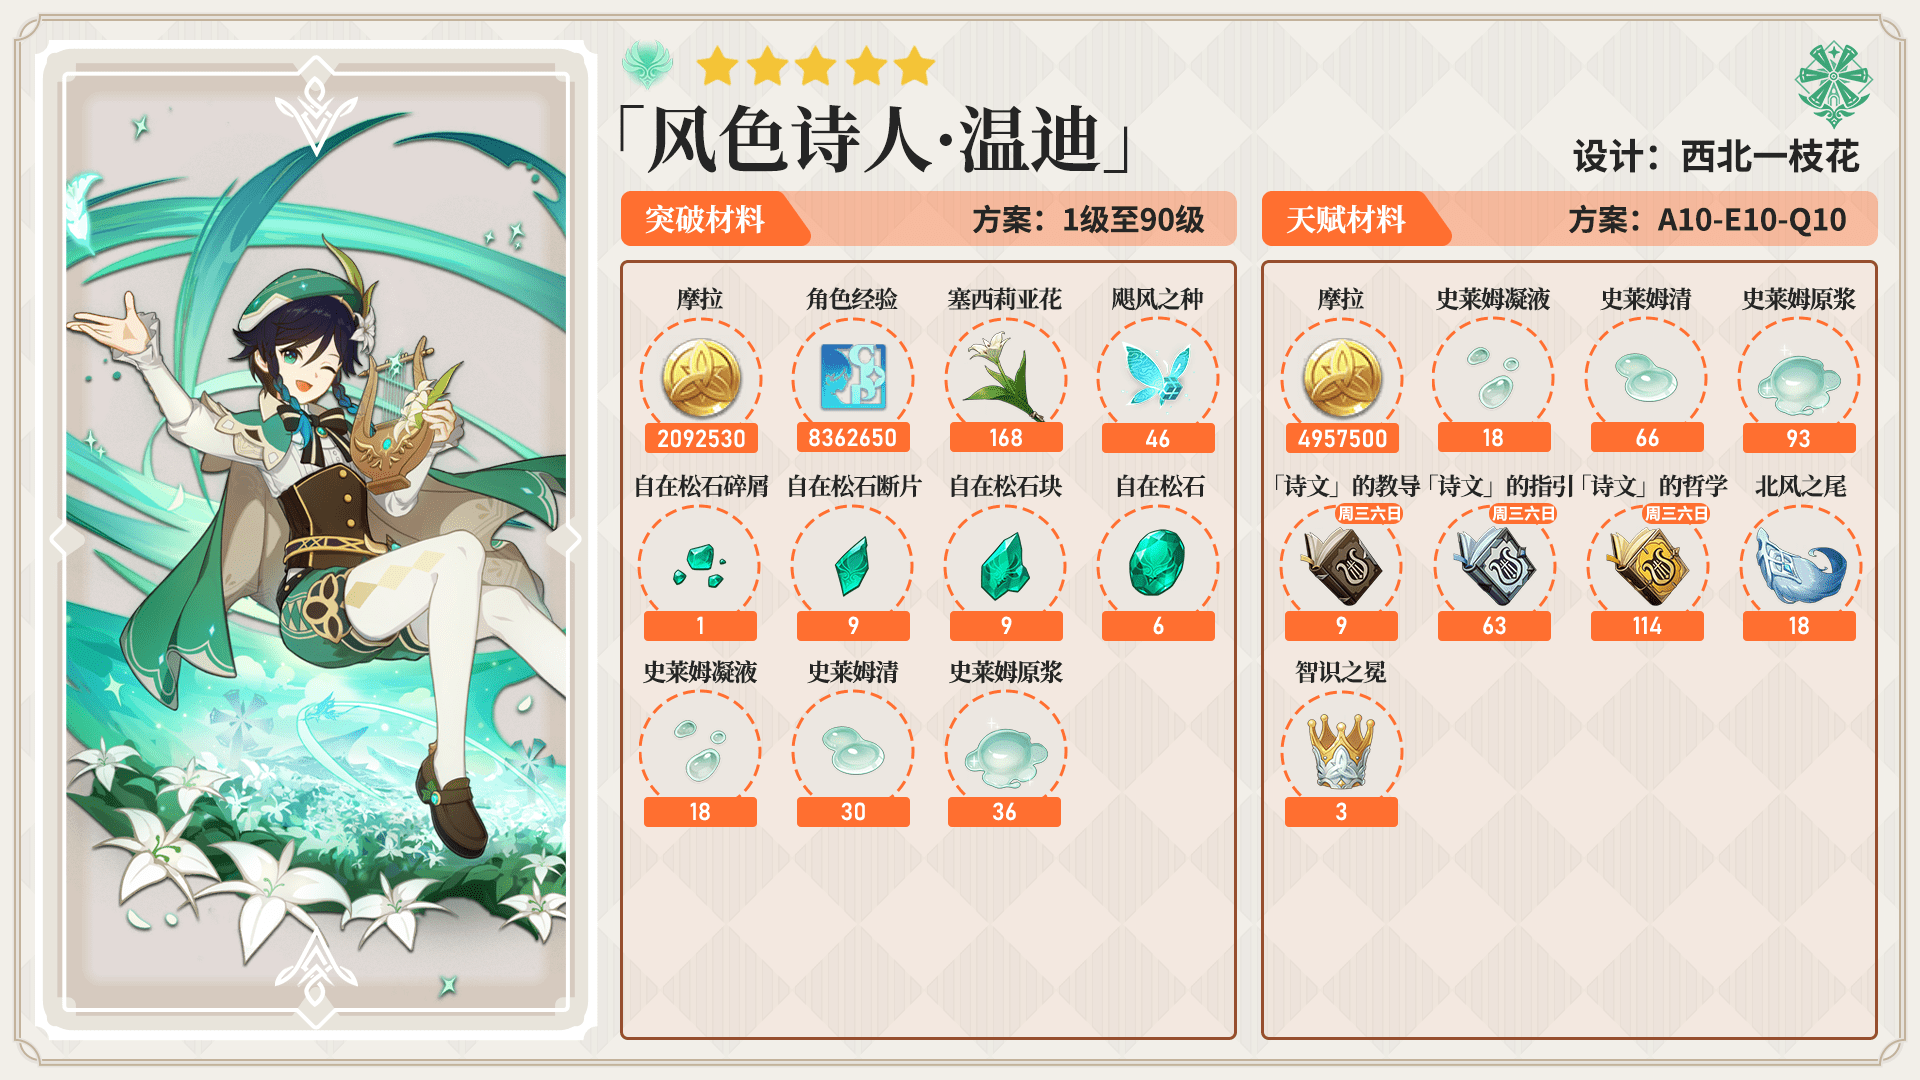 「风色诗人·温迪」
设计：西北一枝花
突破材料
方案：1级至90级
摩拉 角色经验 塞西莉亚花 飓风之种
2092530 8362650 168 46
自在松石碎屑 自在松石断片 自在松石块 自在松石
1 9 9 6
史莱姆凝液 史莱姆清 史莱姆原浆
18 30 36
天赋材料
方案：A10-E10-Q10
摩拉 史莱姆凝液 史莱姆清 史莱姆原浆
4957500 18 66 93
「诗文」的教导 「诗文」的指引 「诗文」的哲学 北风之尾
周三六日 周三六日 周三六日
9 63 114 18
智识之冕
3